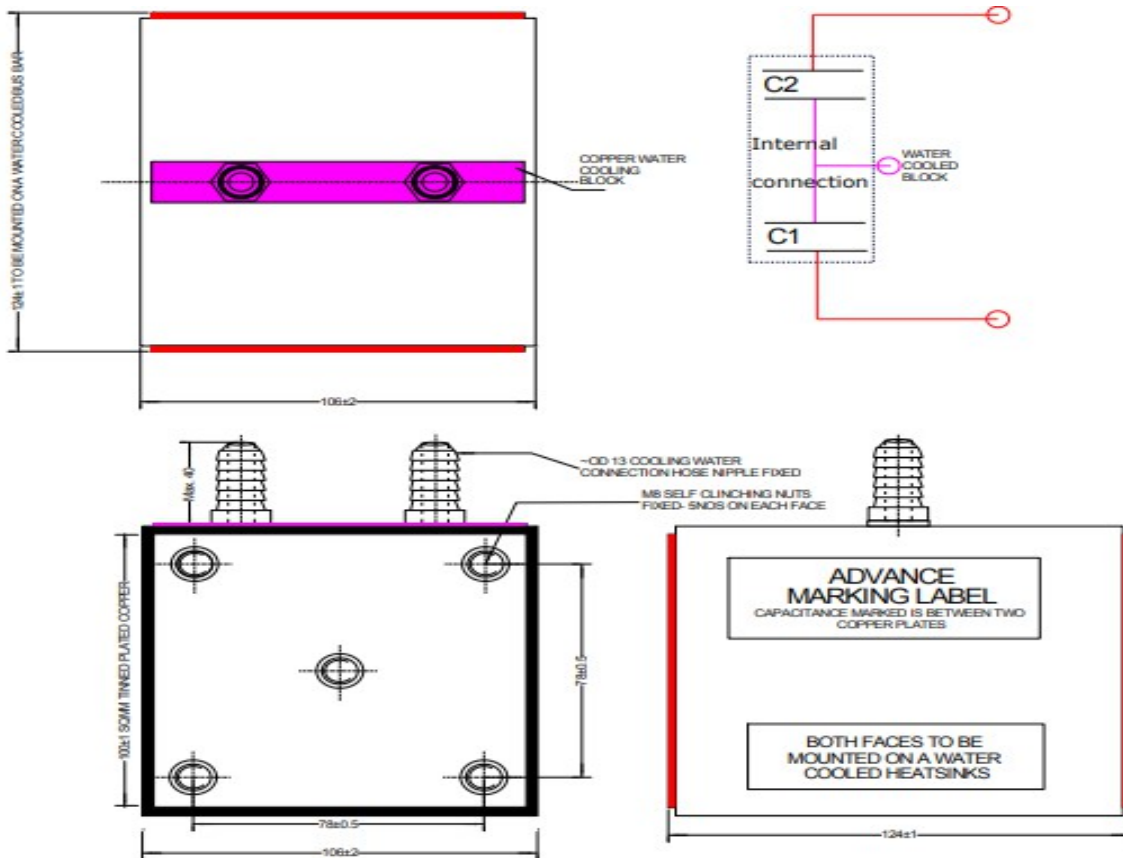 124±1 TO BE MOUNTED ON A WATER COOLED BUS BAR
COPPER WATER
COOLING
BLOCK
106±2
C2
Internal
connection
C1
WATER
COOLED
BLOCK
Max. 40
~OD 13 COOLING WATER
CONNECTION HOSE NIPPLE FIXED
M8 SELF CLINCHING NUTS
FIXED- 5NOS ON EACH FACE
100±1 SQMM TINNED PLATED COPPER
78±0.5
78±0.5
106±2
ADVANCE
MARKING LABEL
CAPACITANCE MARKED IS BETWEEN TWO
COPPER PLATES
BOTH FACES TO BE
MOUNTED ON A WATER
COOLED HEATSINKS
124±1